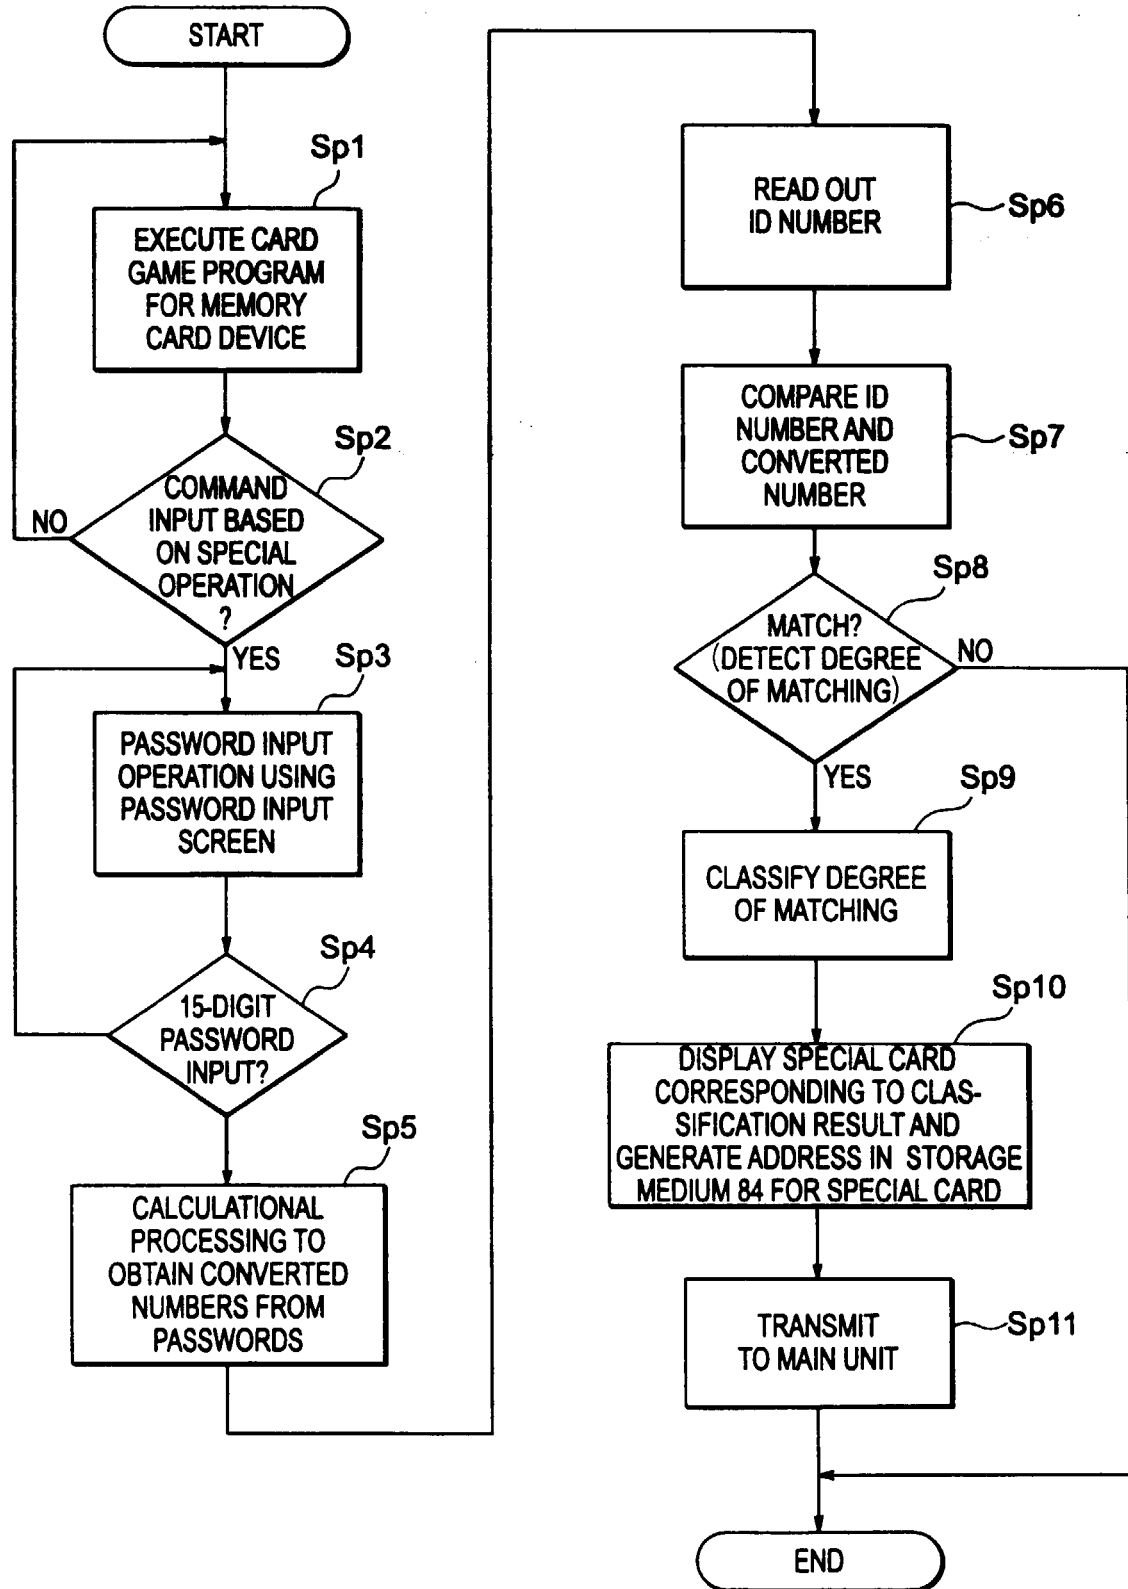 START
Sp1
EXECUTE CARD
GAME PROGRAM
FOR MEMORY
CARD DEVICE
Sp2
COMMAND
INPUT BASED
ON SPECIAL
OPERATION
?
NO
YES
Sp3
PASSWORD INPUT
OPERATION USING
PASSWORD INPUT
SCREEN
Sp4
15-DIGIT
PASSWORD
INPUT?
Sp5
CALCULATIONAL
PROCESSING TO
OBTAIN CONVERTED
NUMBERS FROM
PASSWORDS
READ OUT
ID NUMBER
Sp6
COMPARE ID
NUMBER AND
CONVERTED
NUMBER
Sp7
Sp8
MATCH?
(DETECT DEGREE
OF MATCHING)
NO
YES
Sp9
CLASSIFY DEGREE
OF MATCHING
Sp10
DISPLAY SPECIAL CARD
CORRESPONDING TO CLAS-
SIFICATION RESULT AND
GENERATE ADDRESS IN STORAGE
MEDIUM 84 FOR SPECIAL CARD
TRANSMIT
TO MAIN UNIT
Sp11
END